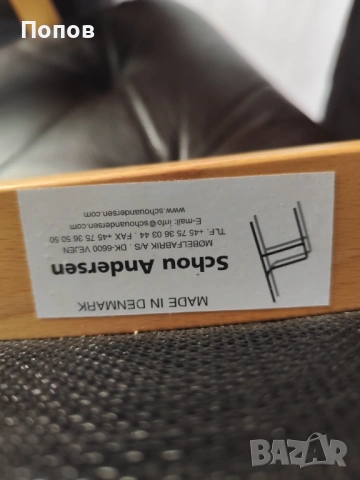 Попов
MADE IN DENMARK
Schou Andersen
MØBELFABRIK A/S . DK-6600 VEJEN
TLF. +45 75 36 03 44 . FAX +45 75 36 50 50
E-mail: info@schouandersen.com
www.schouandersen.com
BAZAR